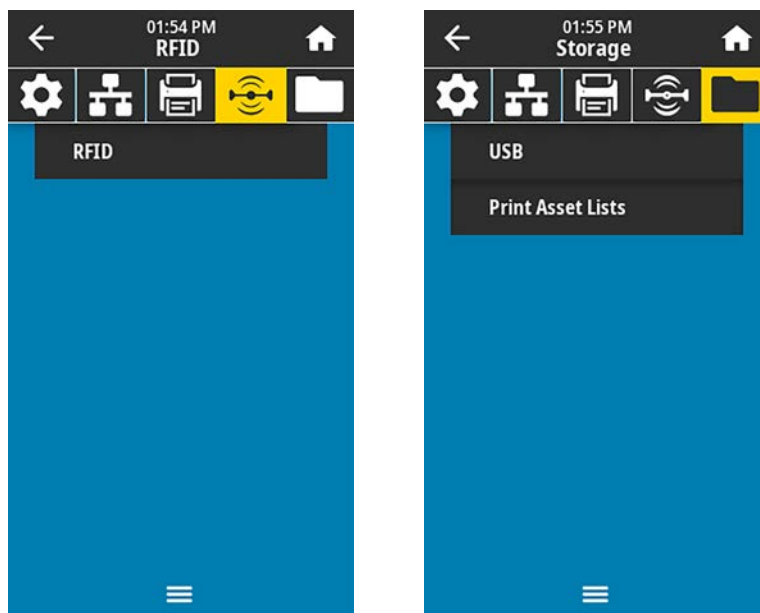 01:54 PM
RFID
RFID
01:55 PM
Storage
USB
Print Asset Lists